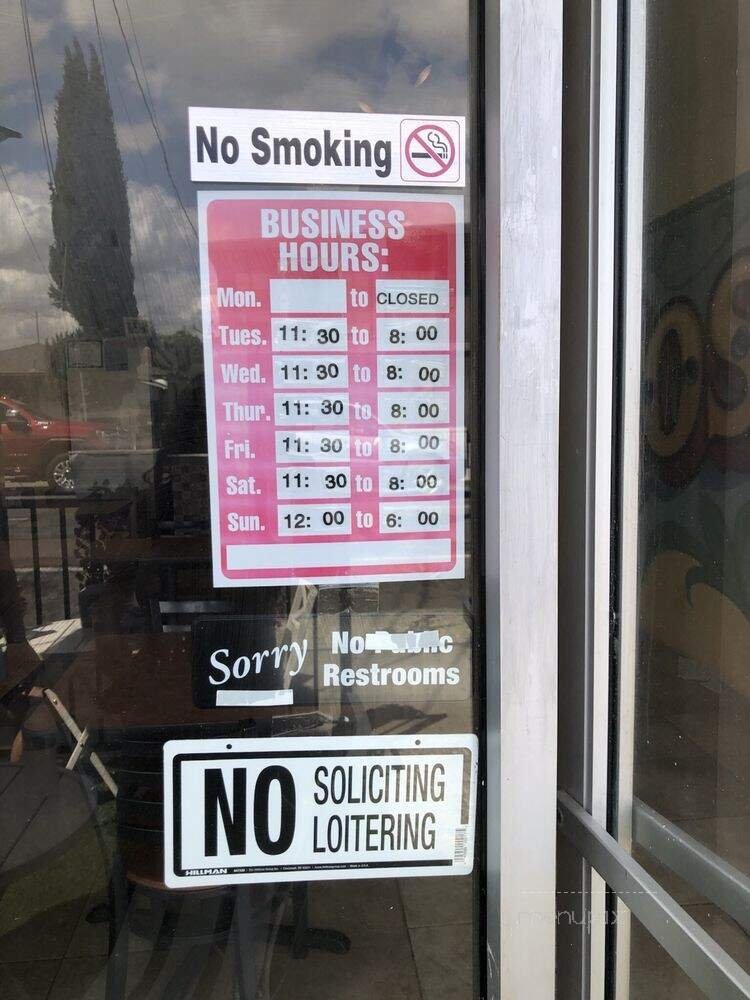 No Smoking
BUSINESS
HOURS:
Mon. to CLOSED
Tues. 11: 30 to 8: 00
Wed. 11: 30 to 8: 00
Thur. 11: 30 to 8: 00
Fri. 11: 30 to 8: 00
Sat. 11: 30 to 8: 00
Sun. 12: 00 to 6: 00
Sorry
No
Restrooms
NO
SOLICITING
LOITERING
HILLMAN
menupix